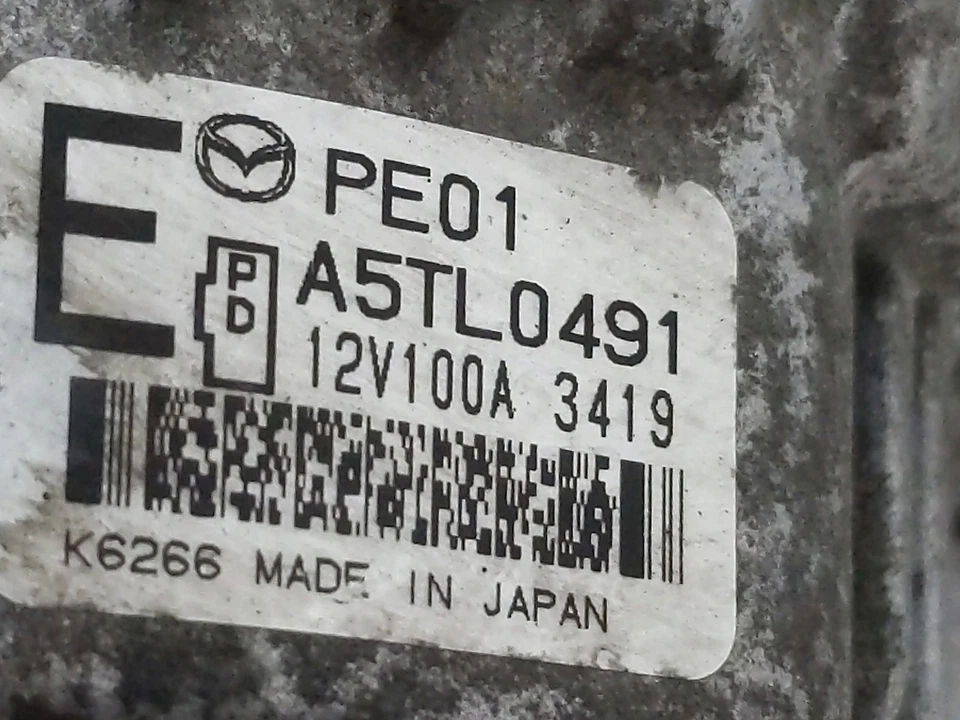 E
PE01
PD
A5TL0491
12V100A 3419
K6266 MADE IN JAPAN